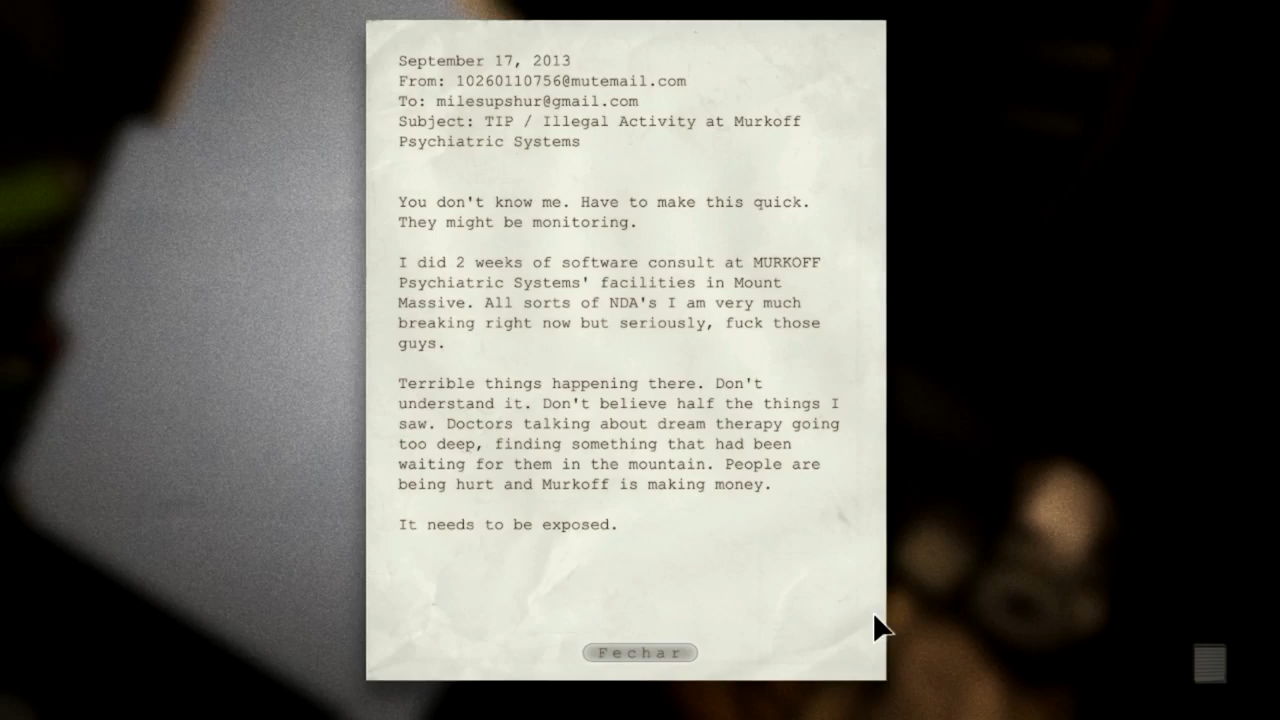 September 17, 2013
From: 10260110756@mutemail.com
To: milesupshur@gmail.com
Subject: TIP / Illegal Activity at Murkoff
Psychiatric Systems
You don't know me. Have to make this quick.
They might be monitoring.
I did 2 weeks of software consult at MURKOFF
Psychiatric Systems' facilities in Mount
Massive. All sorts of NDA's I am very much
breaking right now but seriously, fuck those
guys.
Terrible things happening there. Don't
understand it. Don't believe half the things I
saw. Doctors talking about dream therapy going
too deep, finding something that had been
waiting for them in the mountain. People are
being hurt and Murkoff is making money.
It needs to be exposed.
Fechar